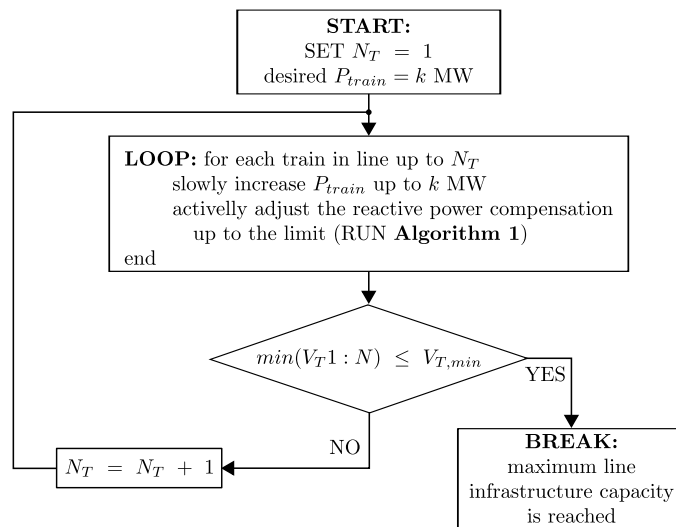 START:
SET N_T = 1
desired P_train = k MW
LOOP: for each train in line up to N_T
slowly increase P_train up to k MW
activelly adjust the reactive power compensation
up to the limit (RUN Algorithm 1)
end
min(V_T1 : N) ≤ V_T,min
YES
NO
N_T = N_T + 1
BREAK:
maximum line
infrastructure capacity
is reached